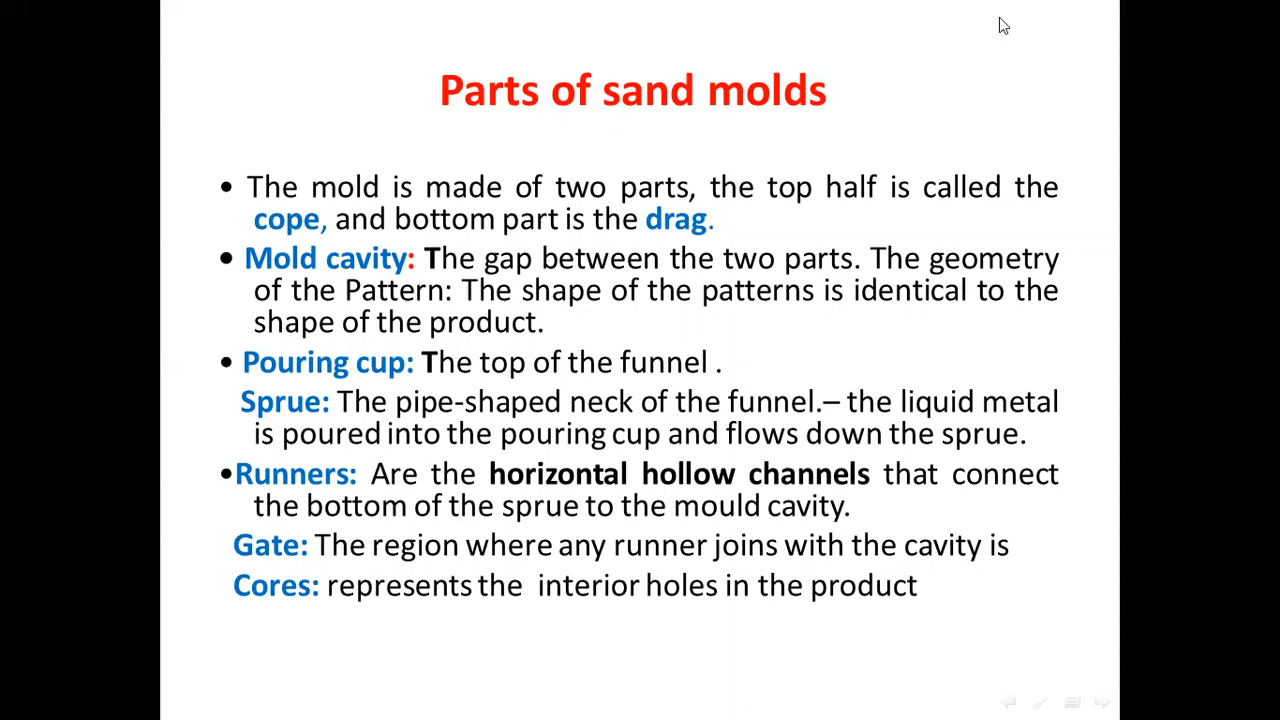 Parts of sand molds
• The mold is made of two parts, the top half is called the
cope, and bottom part is the drag.
• Mold cavity: The gap between the two parts. The geometry
of the Pattern: The shape of the patterns is identical to the
shape of the product.
• Pouring cup: The top of the funnel .
Sprue: The pipe-shaped neck of the funnel.– the liquid metal
is poured into the pouring cup and flows down the sprue.
•Runners: Are the horizontal hollow channels that connect
the bottom of the sprue to the mould cavity.
Gate: The region where any runner joins with the cavity is
Cores: represents the interior holes in the product